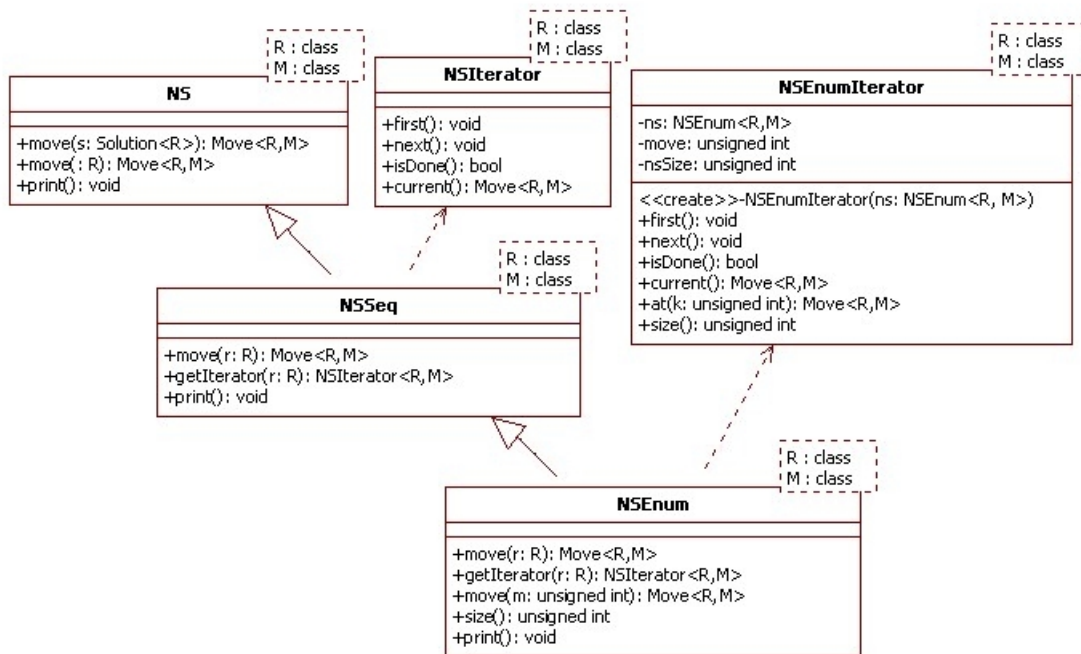 R : class
M : class
NS
+move(s: Solution<R>): Move<R,M>
+move(: R): Move<R,M>
+print(): void
R : class
M : class
NSIterator
+first(): void
+next(): void
+isDone(): bool
+current(): Move<R,M>
R : class
M : class
NSEnumIterator
-ns: NSEnum<R,M>
-move: unsigned int
-nsSize: unsigned int
<<create>>-NSEnumIterator(ns: NSEnum<R, M>)
+first(): void
+next(): void
+isDone(): bool
+current(): Move<R,M>
+at(k: unsigned int): Move<R,M>
+size(): unsigned int
R : class
M : class
NSSeq
+move(r: R): Move<R,M>
+getIterator(r: R): NSIterator<R,M>
+print(): void
R : class
M : class
NSEnum
+move(r: R): Move<R,M>
+getIterator(r: R): NSIterator<R,M>
+move(m: unsigned int): Move<R,M>
+size(): unsigned int
+print(): void